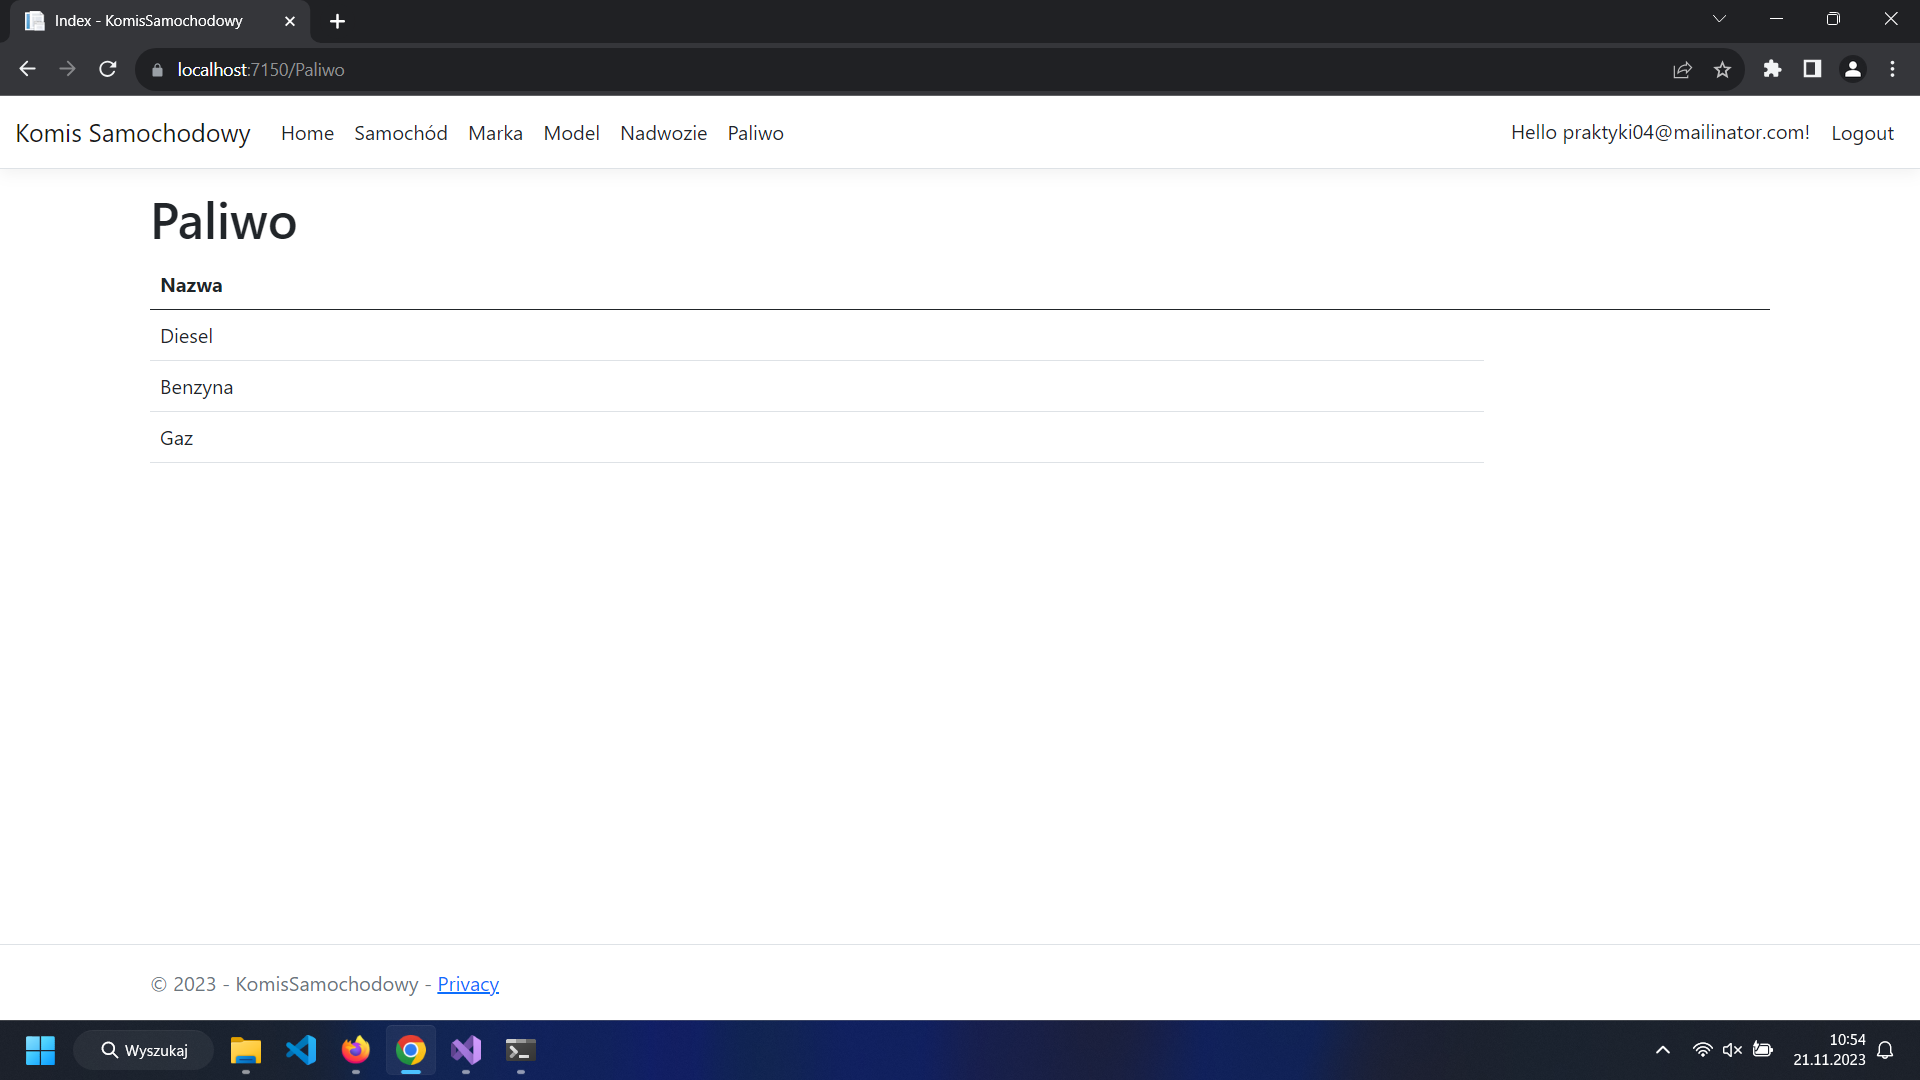 Index - KomisSamochodowy
localhost:7150/Paliwo
Komis Samochodowy Home Samochód Marka Model Nadwozie Paliwo Hello praktyki04@mailinator.com! Logout
Paliwo
Nazwa
Diesel
Benzyna
Gaz
© 2023 - KomisSamochodowy - Privacy
Wyszukaj
10:54
21.11.2023